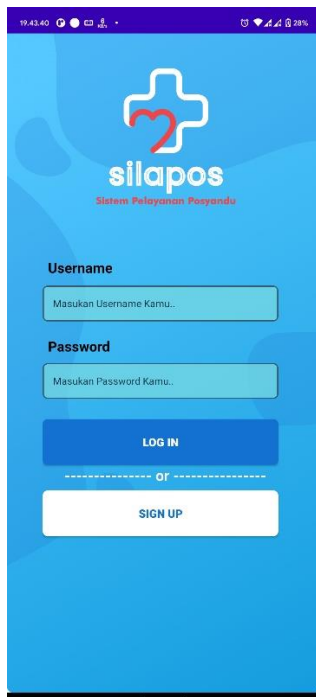 19.43.40
28%
silapos
Sistem Pelayanan Posyandu
Username
Masukan Username Kamu..
Password
Masukan Password Kamu..
LOG IN
--------------- or ----------------
SIGN UP